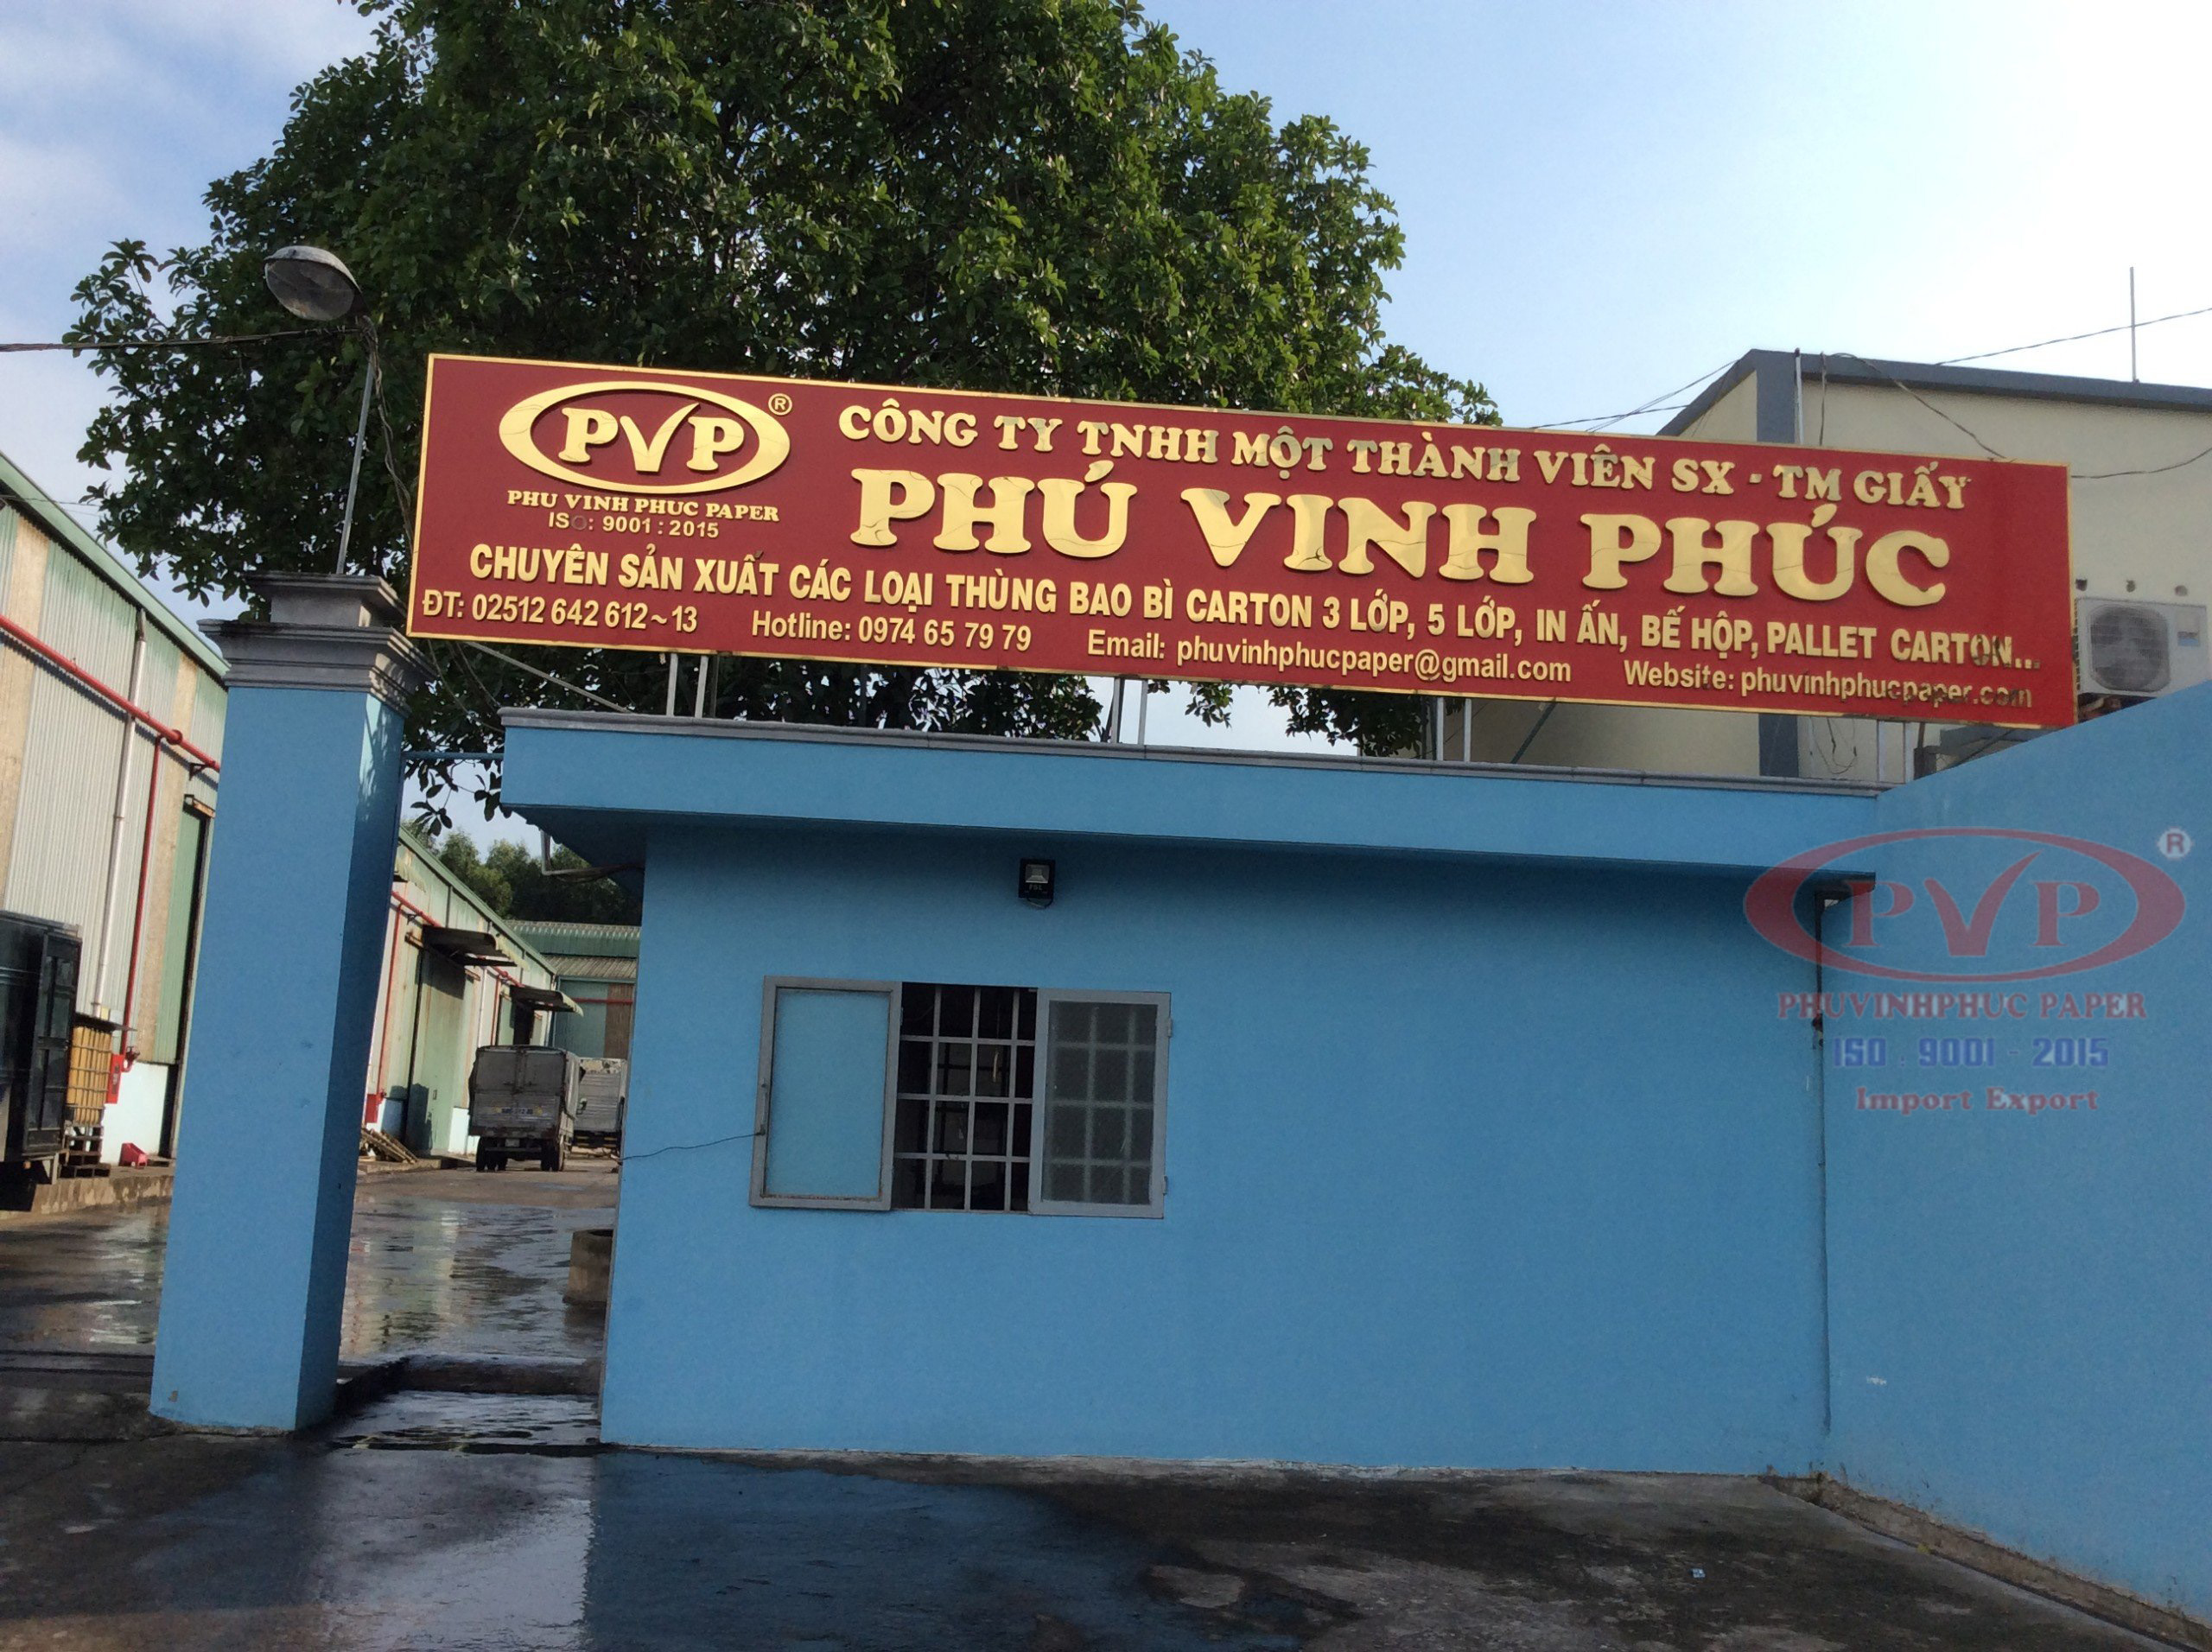 PVP ®
PHU VINH PHUC PAPER
ISO: 9001 : 2015
CÔNG TY TNHH MỘT THÀNH VIÊN SX - TM GIẤY
PHÚ VINH PHÚC
CHUYÊN SẢN XUẤT CÁC LOẠI THÙNG BAO BÌ CARTON 3 LỚP, 5 LỚP, IN ẤN, BẾ HỘP, PALLET CARTON...
ĐT: 02512 642 612~13 Hotline: 0974 65 79 79 Email: phuvinhphucpaper@gmail.com Website: phuvinhphucpaper.com
PVP ®
PHUVINHPHUC PAPER
ISO . 9001 - 2015
Import Export